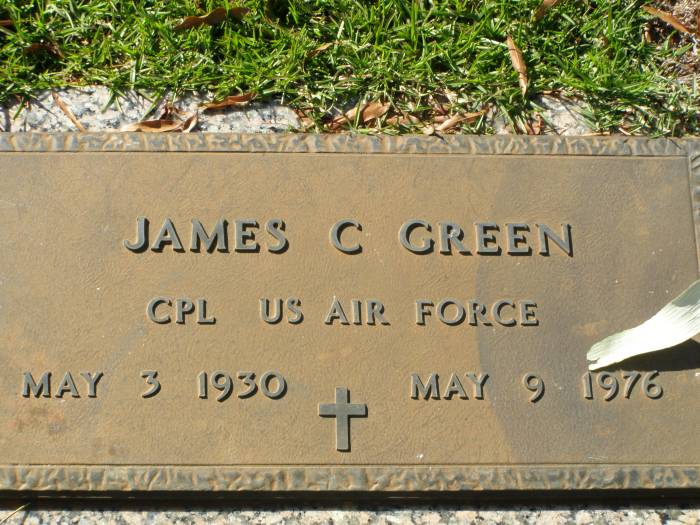 JAMES C GREEN
CPL US AIR FORCE
MAY 3 1930 MAY 9 1976